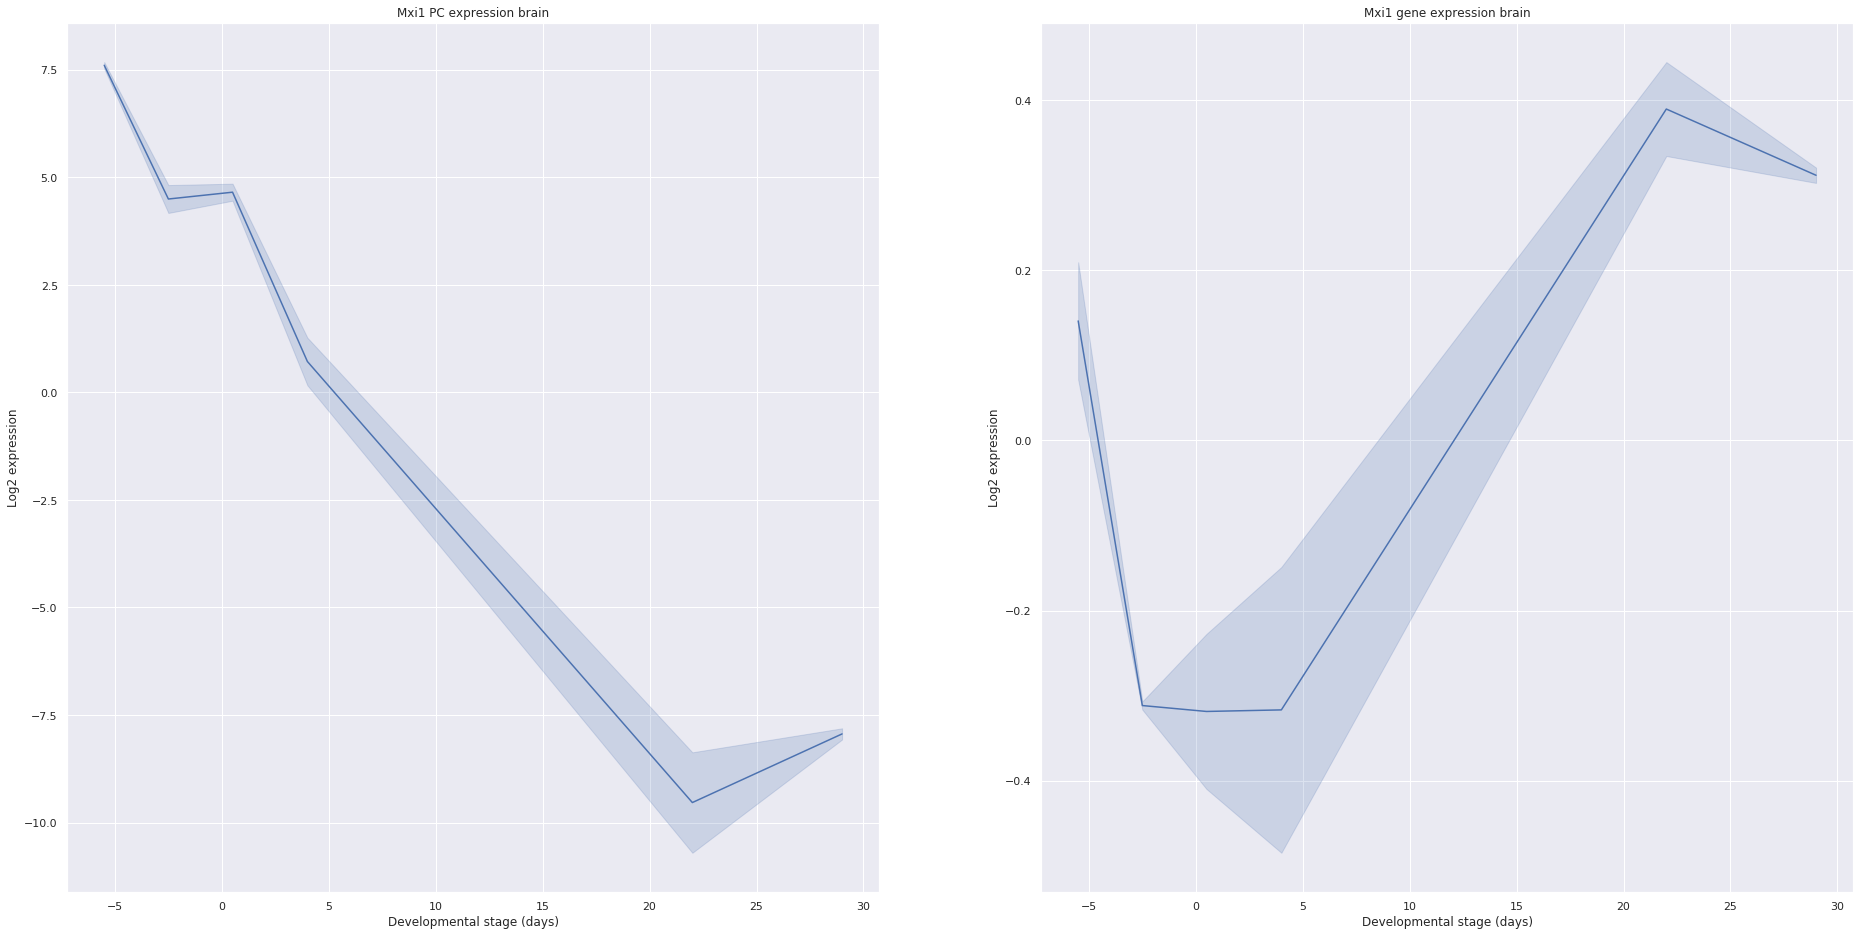 Mxi1 PC expression brain
7.5
5.0
2.5
0.0
−2.5
−5.0
−7.5
−10.0
Log2 expression
−5 0 5 10 15 20 25 30
Developmental stage (days)
Mxi1 gene expression brain
0.4
0.2
0.0
−0.2
−0.4
Log2 expression
−5 0 5 10 15 20 25 30
Developmental stage (days)